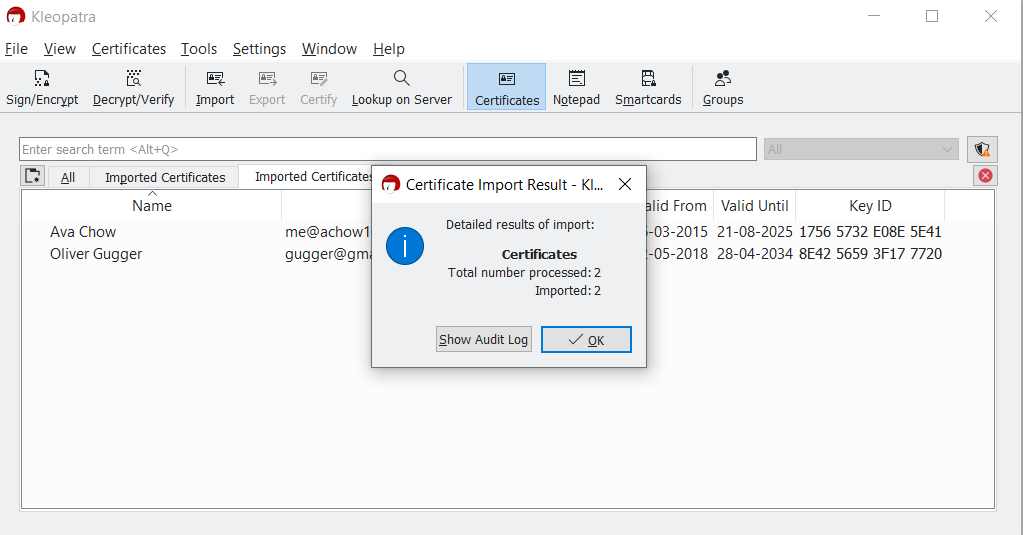 Kleopatra
File View Certificates Tools Settings Window Help
Sign/Encrypt Decrypt/Verify Import Export Certify Lookup on Server Certificates Notepad Smartcards Groups
Enter search term <Alt+Q> All
All Imported Certificates Imported Certificates
Certificate Import Result - Kl...
Name alid From Valid Until Key ID
Ava Chow me@achow1 -03-2015 21-08-2025 1756 5732 E08E 5E41
Oliver Gugger gugger@gma -05-2018 28-04-2034 8E42 5659 3F17 7720
Detailed results of import:
Certificates
Total number processed: 2
Imported: 2
Show Audit Log OK